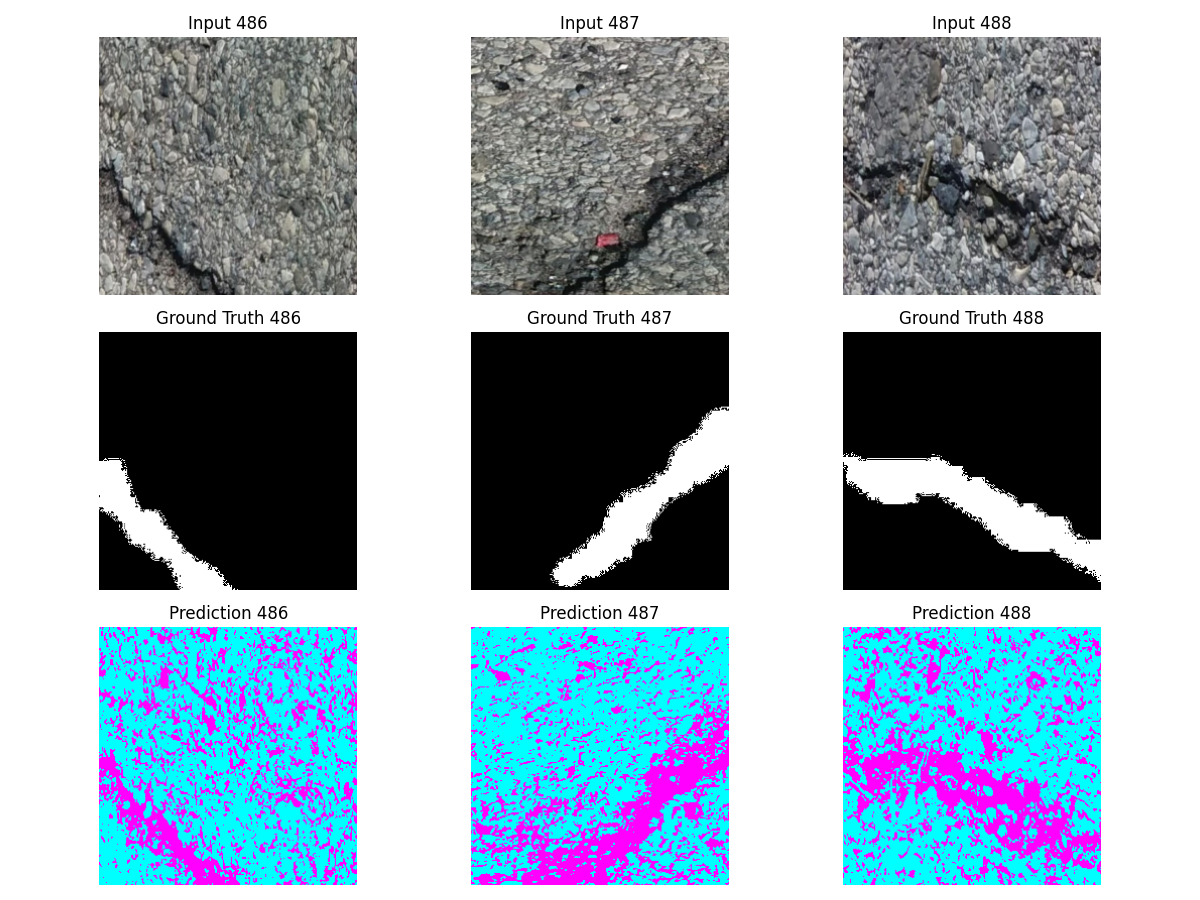 Input 486
Input 487
Input 488
Ground Truth 486
Ground Truth 487
Ground Truth 488
Prediction 486
Prediction 487
Prediction 488